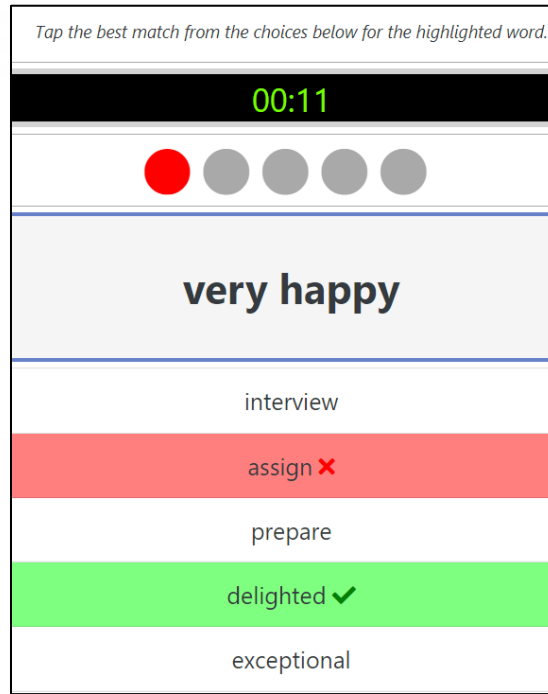 Tap the best match from the choices below for the highlighted word.
00:11
very happy
interview
assign
prepare
delighted
exceptional